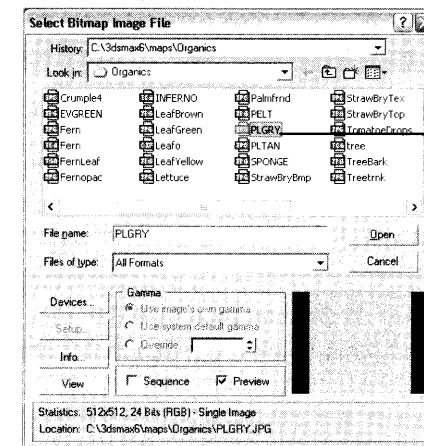 Select Bitmap Image File
History: C:\3dsmax6\maps\Organics
Look in: Organics
Crumple4 INFERNO Palmfrnd StrawBryTex
EVGREEN LeafBrown PELT StrawBryTop
Fern LeafGreen PLGRY TomatoeDrops
Fern Leafo PLTAN tree
FernLeaf LeafYellow SPONGE TreeBark
Fernopac Lettuce StrawBryBmp Treetrnk
File name: PLGRY Open
Files of type: All Formats Cancel
Devices... Gamma
Use image's own gamma
Setup... Use system default gamma
Override
Info...
View Sequence Preview
Statistics: 512x512, 24 Bits (RGB) - Single Image
Location: C:\3dsmax6\maps\Organics\PLGRY.JPG